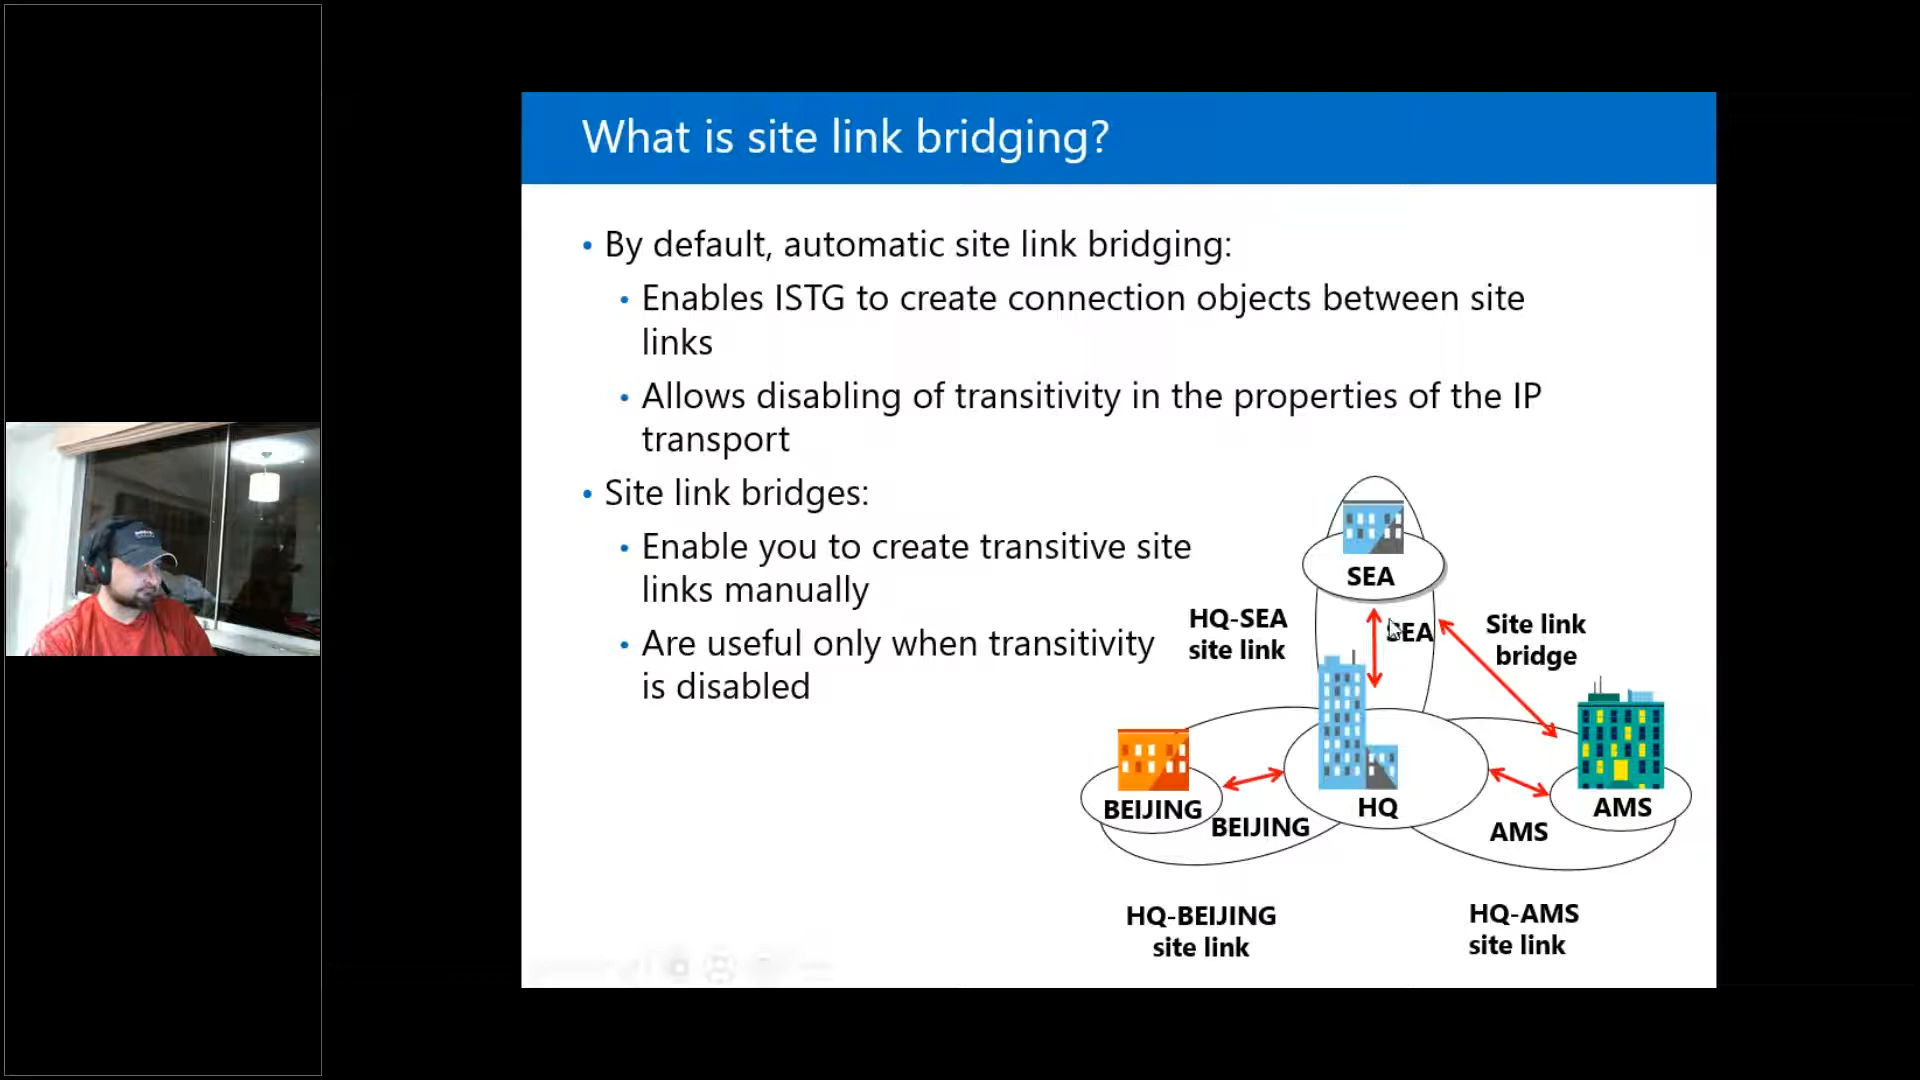 What is site link bridging?
• By default, automatic site link bridging:
• Enables ISTG to create connection objects between site
links
• Allows disabling of transitivity in the properties of the IP
transport
• Site link bridges:
• Enable you to create transitive site
links manually
• Are useful only when transitivity
is disabled
SEA
HQ-SEA
site link
SEA
Site link
bridge
BEIJING
BEIJING
HQ
AMS
AMS
HQ-BEIJING
site link
HQ-AMS
site link